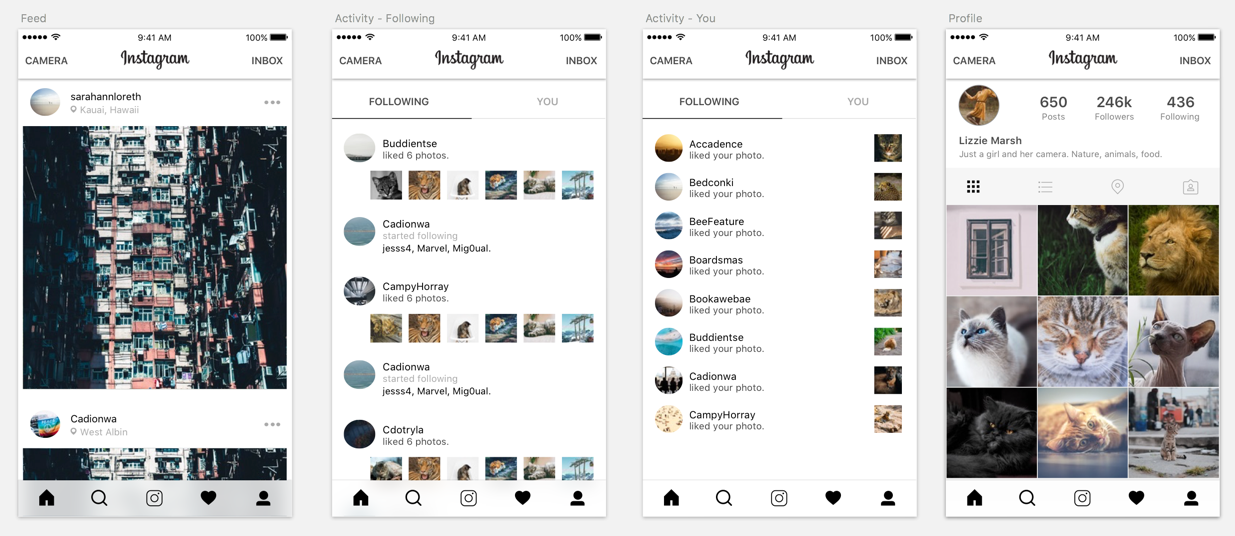 Feed
9:41 AM
100%
CAMERA
Instagram
INBOX
sarahannloreth
Kauai, Hawaii
Cadionwa
West Albin
Activity - Following
9:41 AM
100%
CAMERA
Instagram
INBOX
FOLLOWING
YOU
Buddientse
liked 6 photos.
Cadionwa
started following
jesss4, Marvel, Mig0ual.
CampyHorray
liked 6 photos.
Cadionwa
started following
jesss4, Marvel, Mig0ual.
Cdotryla
liked 6 photos.
Activity - You
9:41 AM
100%
CAMERA
Instagram
INBOX
FOLLOWING
YOU
Accadence
liked your photo.
Bedconki
liked your photo.
BeeFeature
liked your photo.
Boardsmas
liked your photo.
Bookawebae
liked your photo.
Buddientse
liked your photo.
Cadionwa
liked your photo.
CampyHorray
liked your photo.
Profile
9:41 AM
100%
CAMERA
Instagram
INBOX
650
246k
436
Posts
Followers
Following
Lizzie Marsh
Just a girl and her camera. Nature, animals, food.